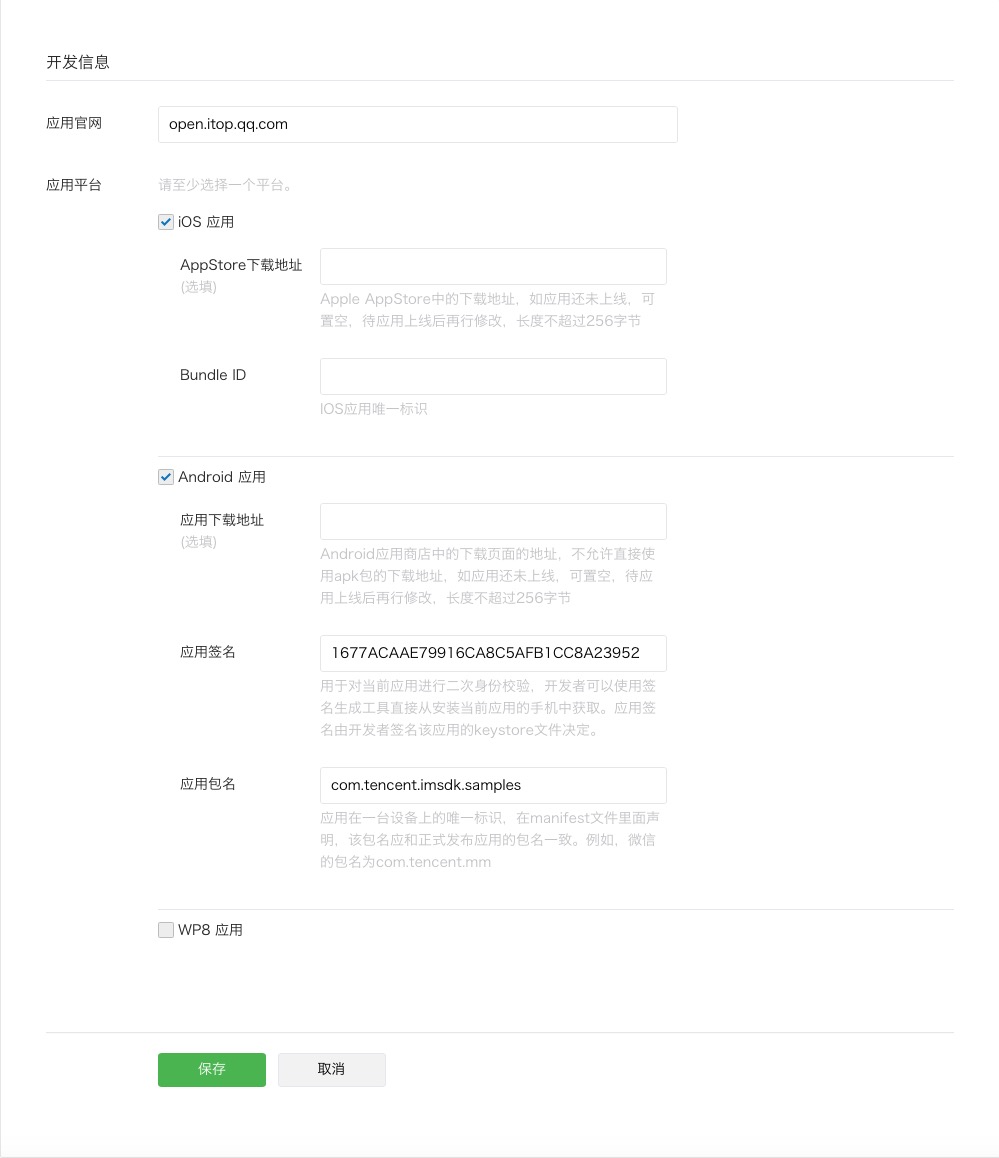 开发信息
应用官网
open.itop.qq.com
应用平台
请至少选择一个平台。
iOS 应用
AppStore下载地址
(选填)
Apple AppStore中的下载地址，如应用还未上线，可
置空，待应用上线后再行修改，长度不超过256字节
Bundle ID
IOS应用唯一标识
Android 应用
应用下载地址
(选填)
Android应用商店中的下载页面的地址，不允许直接使
用apk包的下载地址，如应用还未上线，可置空，待应
用上线后再行修改，长度不超过256字节
应用签名
1677ACAAE79916CA8C5AFB1CC8A23952
用于对当前应用进行二次身份校验，开发者可以使用签
名生成工具直接从安装当前应用的手机中获取。应用签
名由开发者签名该应用的keystore文件决定。
应用包名
com.tencent.imsdk.samples
应用在一台设备上的唯一标识，在manifest文件里面声
明，该包名应和正式发布应用的包名一致。例如，微信
的包名为com.tencent.mm
WP8 应用
保存
取消